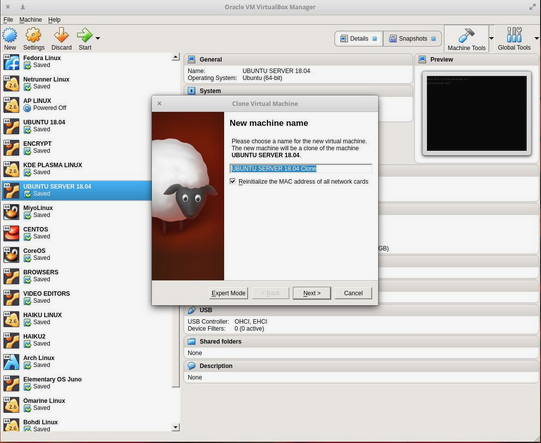 Oracle VM VirtualBox Manager
File Machine Help
New Settings Discard Start
Details Snapshots Machine Tools Global Tools
Fedora Linux
Saved
Netrunner Linux
Saved
AP LINUX
Powered Off
UBUNTU 18.04
Saved
ENCRYPT
Saved
KDE PLASMA LINUX
Saved
UBUNTU SERVER 18.04
Saved
MiyoLinux
Saved
CENTOS
Saved
CoreOS
Saved
BROWSERS
Saved
VIDEO EDITORS
Saved
HAIKU LINUX
Saved
HAIKU2
Saved
Arch Linux
Saved
Elementary OS Juno
Saved
Omarine Linux
Saved
Bohdi Linux
Saved
General
Name: UBUNTU SERVER 18.04
Operating System: Ubuntu (64-bit)
System
Preview
Clone Virtual Machine
New machine name
Please choose a name for the new virtual machine.
The new machine will be a clone of the machine
UBUNTU SERVER 18.04.
UBUNTU SERVER 18.04 Clone
Reinitialize the MAC address of all network cards
Expert Mode < Back Next > Cancel
GB)
USB
USB Controller: OHCI, EHCI
Device Filters: 0 (0 active)
Shared folders
None
Description
None